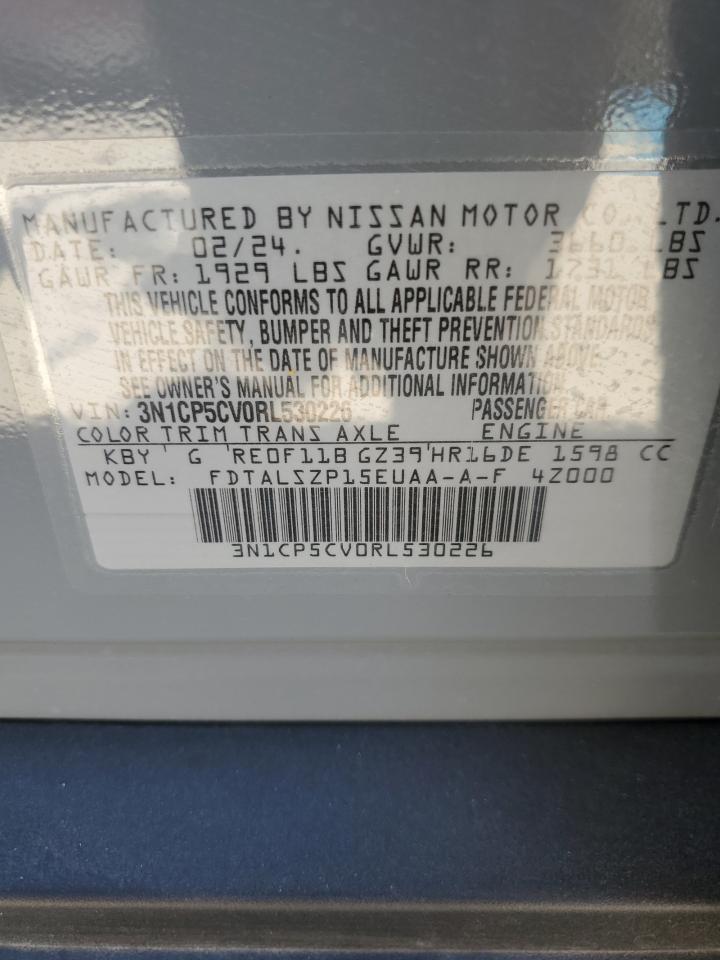 MANUFACTURED BY NISSAN MOTOR CO., LTD.
DATE: 02/24. GVWR: 3660 LBS
GAWR FR: 1929 LBS GAWR RR: 1731 LBS
THIS VEHICLE CONFORMS TO ALL APPLICABLE FEDERAL MOTOR
VEHICLE SAFETY, BUMPER AND THEFT PREVENTION STANDARDS
IN EFFECT ON THE DATE OF MANUFACTURE SHOWN ABOVE.
SEE OWNER'S MANUAL FOR ADDITIONAL INFORMATION.
VIN: 3N1CP5CV0RL530226 PASSENGER CAR
COLOR TRIM TRANS AXLE ENGINE
KBY ' G ' RE0F11B GZ39 ' HR16DE 1598 CC
MODEL: FDTALSZP15EUAA-A-F 4Z000
3N1CP5CV0RL530226